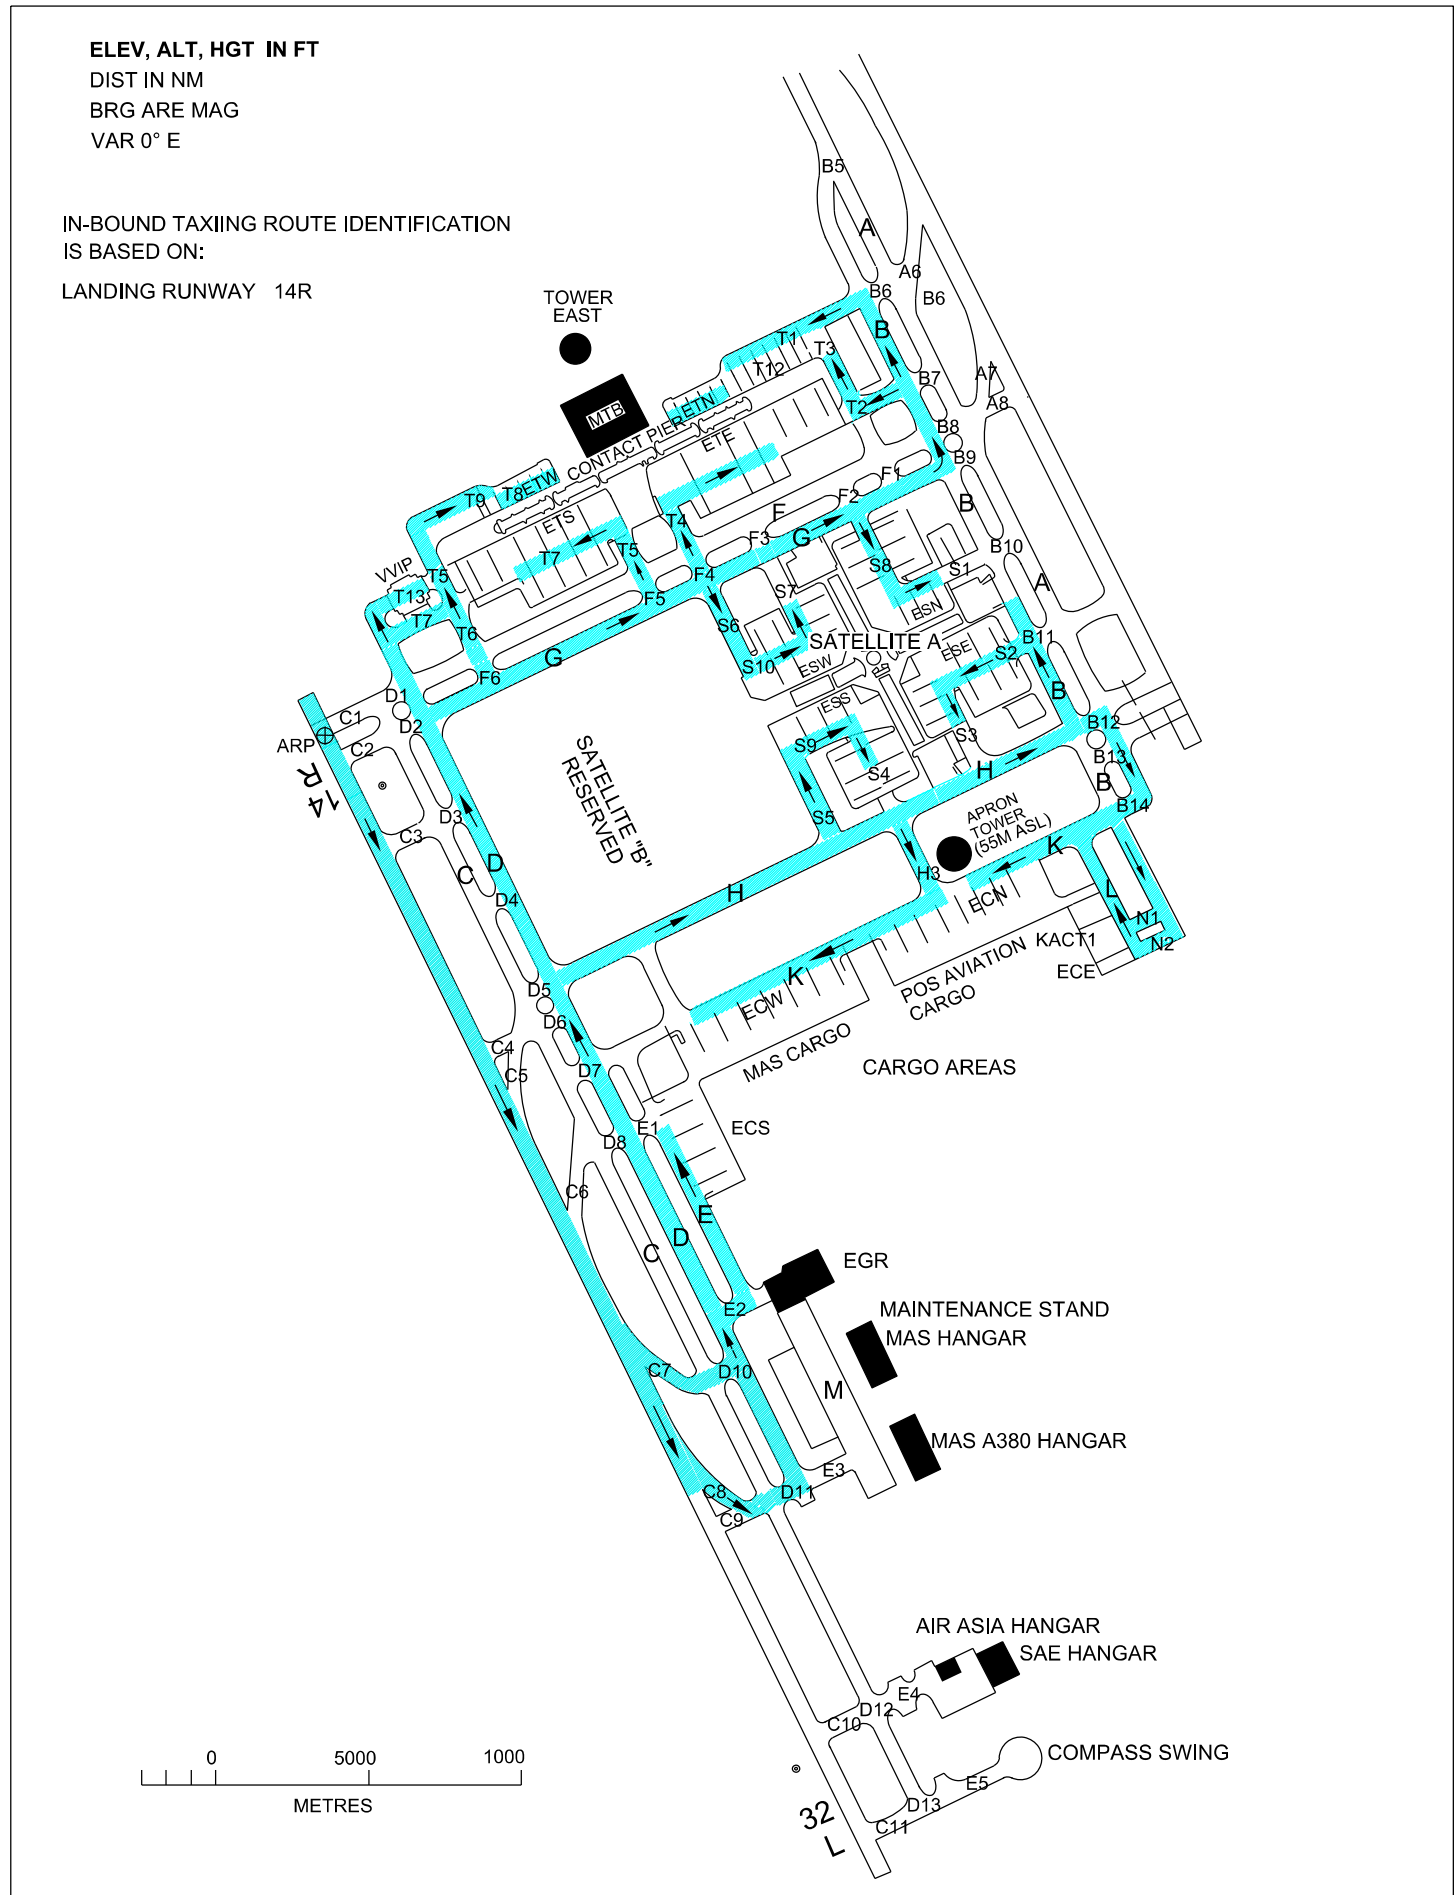 ELEV, ALT, HGT IN FT
DIST IN NM
BRG ARE MAG
VAR 0° E
IN-BOUND TAXIING ROUTE IDENTIFICATION
IS BASED ON:
LANDING RUNWAY 14R
TOWER
EAST
MTB
CONTACT PIER
B5
A
A6
B6
B6
B
T1
T3
T12
T2
ETN
ETE
A7
A8
B7
B8
B9
F1
F2
F
G
F3
T4
F4
ETW
T8
T9
ETS
T7
T5
F5
VVIP
T13
T5
T7
T6
F6
G
B
B10
A
S8
S1
ESN
S7
S6
S10
SATELLITE A
ESW
ESE
ESS
B11
S2
B
S3
S9
S4
S5
B12
B13
B
B14
H
APRON
TOWER
(55M ASL)
K
H3
ECN
L
N1
N2
KACT1
ECE
POS AVIATION
CARGO
D1
D2
C1
C2
ARP
14
R
C3
D3
D
C
D4
SATELLITE "B"
RESERVED
H
D5
D6
K
ECW
MAS CARGO
CARGO AREAS
C4
C5
D7
E1
D8
ECS
C6
E
D
C
E2
EGR
MAINTENANCE STAND
MAS HANGAR
C7
D10
M
MAS A380 HANGAR
E3
C8
D11
C9
AIR ASIA HANGAR
SAE HANGAR
E4
D12
C10
COMPASS SWING
E5
D13
C11
32
L
0 5000 1000
METRES